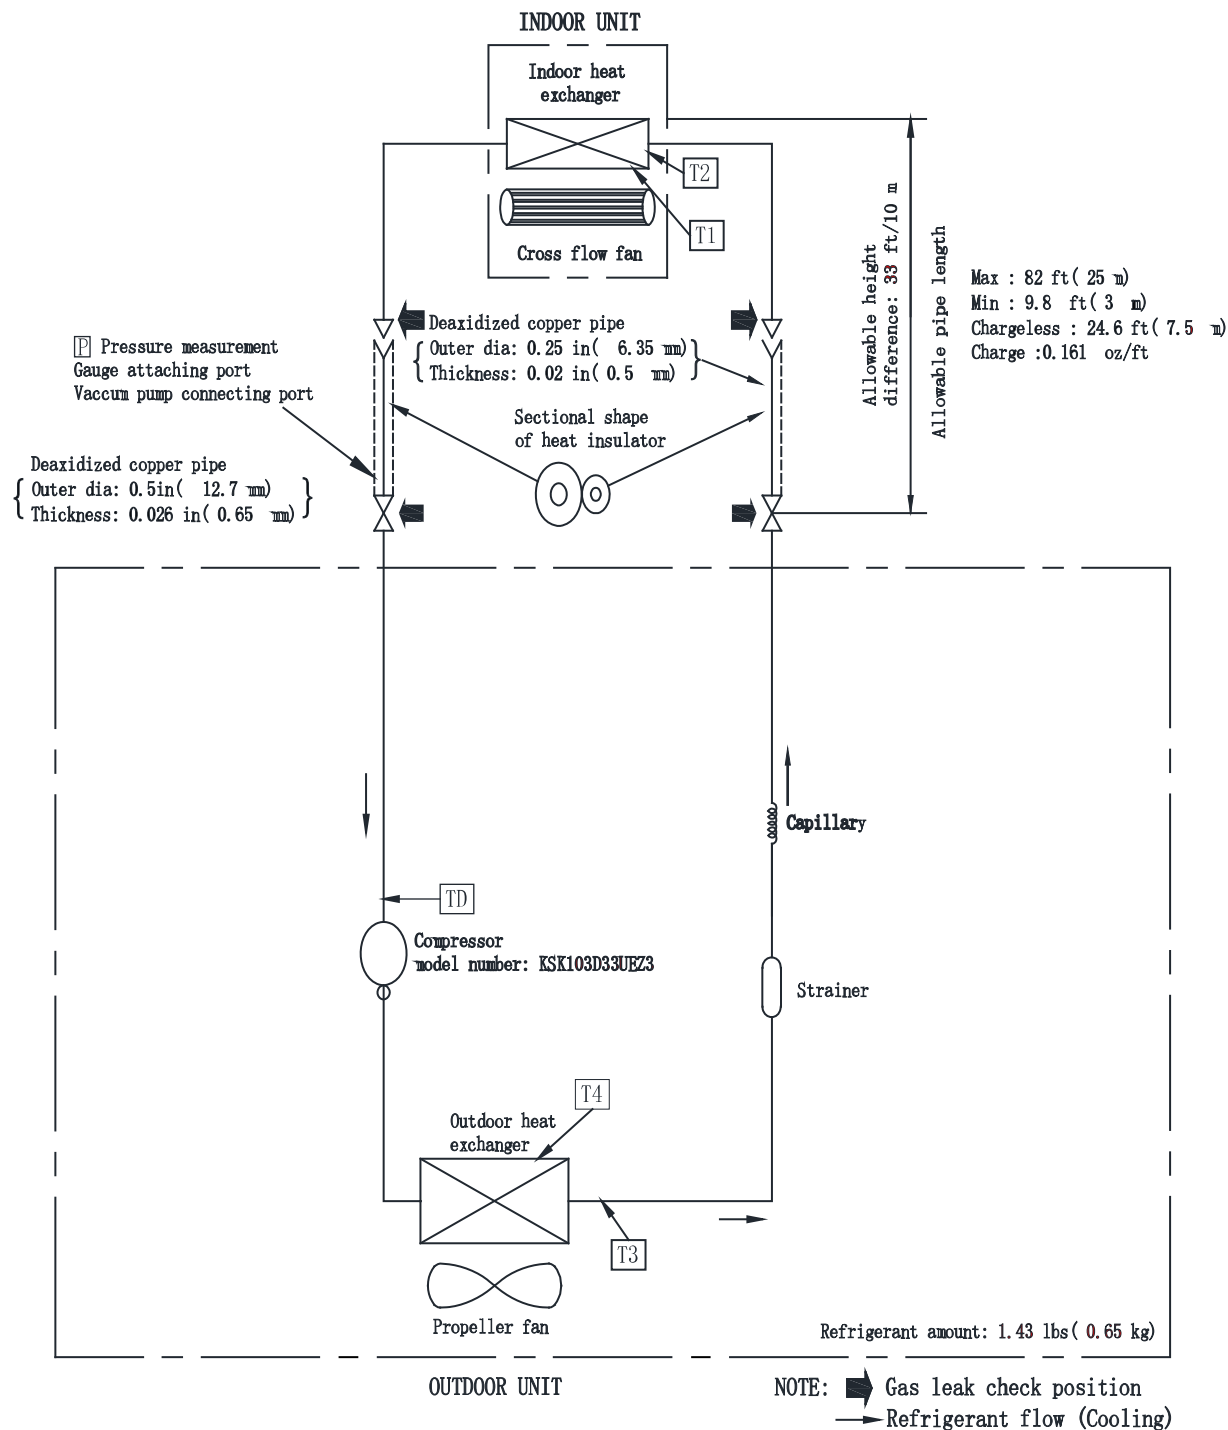 INDOOR UNIT
Indoor heat
exchanger
T2
T1
Cross flow fan
Allowable height
difference: 33 ft/10 m
Allowable pipe length
Max : 82 ft( 25 m)
Min : 9.8 ft( 3 m)
Chargeless : 24.6 ft( 7.5 m)
Charge :0.161 oz/ft
Deaxidized copper pipe
Outer dia: 0.25 in( 6.35 mm)
Thickness: 0.02 in( 0.5 mm)
P Pressure measurement
Gauge attaching port
Vaccum pump connecting port
Sectional shape
of heat insulator
Deaxidized copper pipe
Outer dia: 0.5in( 12.7 mm)
Thickness: 0.026 in( 0.65 mm)
Capillary
TD
Compressor
model number: KSK103D33UEZ3
Strainer
T4
Outdoor heat
exchanger
T3
Propeller fan
Refrigerant amount: 1.43 lbs( 0.65 kg)
OUTDOOR UNIT
NOTE: Gas leak check position
Refrigerant flow (Cooling)